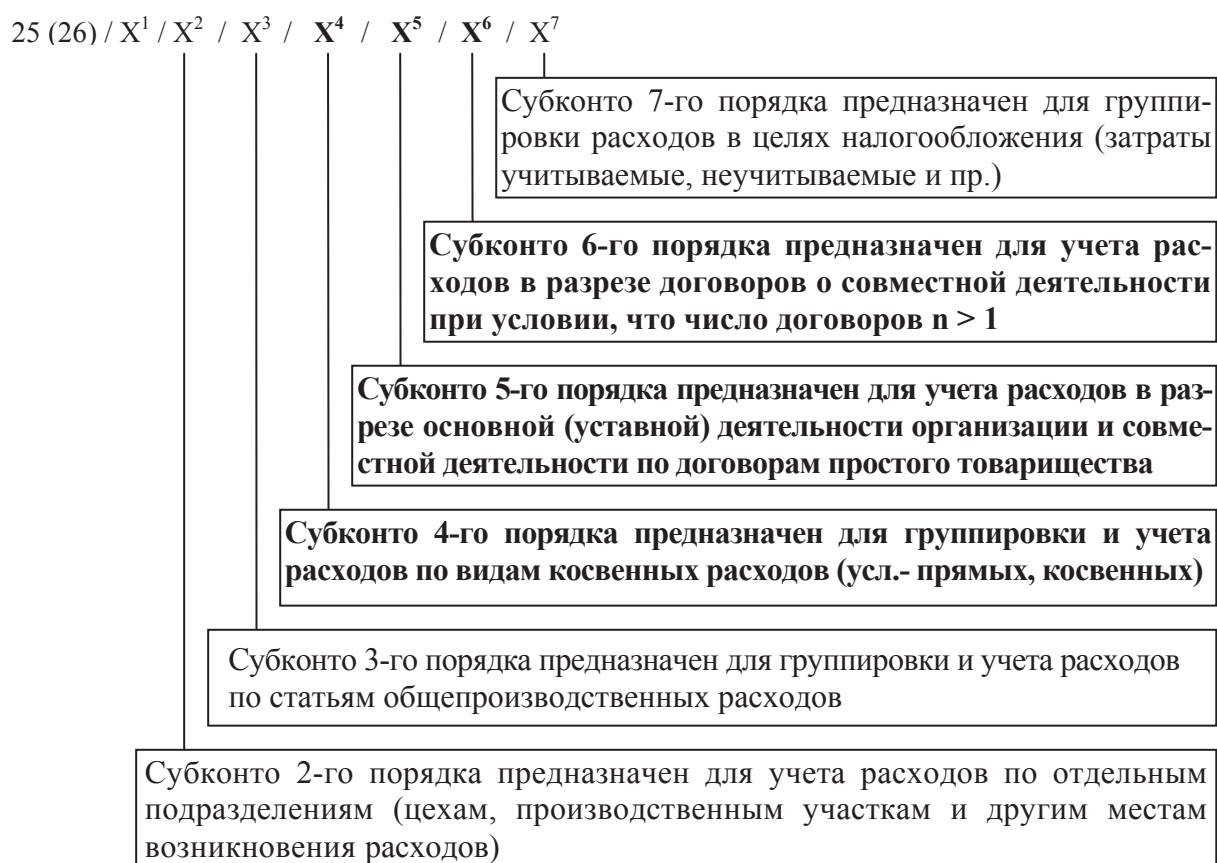 25 (26) / X¹ / X² / X³ / X⁴ / X⁵ / X⁶ / X⁷
Субконто 7-го порядка предназначен для группи-
ровки расходов в целях налогообложения (затраты
учитываемые, неучитываемые и пр.)
Субконто 6-го порядка предназначен для учета рас-
ходов в разрезе договоров о совместной деятельности
при условии, что число договоров n > 1
Субконто 5-го порядка предназначен для учета расходов в раз-
резе основной (уставной) деятельности организации и совме-
стной деятельности по договорам простого товарищества
Субконто 4-го порядка предназначен для группировки и учета
расходов по видам косвенных расходов (усл.- прямых, косвенных)
Субконто 3-го порядка предназначен для группировки и учета расходов
по статьям общепроизводственных расходов
Субконто 2-го порядка предназначен для учета расходов по отдельным
подразделениям (цехам, производственным участкам и другим местам
возникновения расходов)